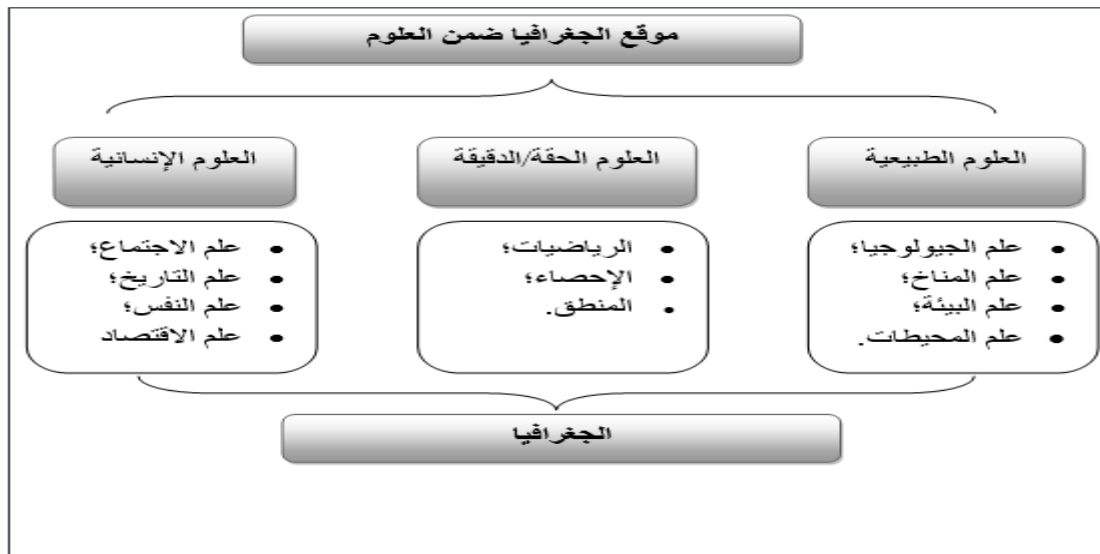 موقع الجغرافيا ضمن العلوم
العلوم الطبيعية
العلوم الحقة/الدقيقة
العلوم الإنسانية
• علم الجيولوجيا؛
• علم المناخ؛
• علم البيئة؛
• علم المحيطات.
• الرياضيات؛
• الإحصاء؛
• المنطق.
• علم الاجتماع؛
• علم التاريخ؛
• علم النفس؛
• علم الاقتصاد
الجغرافيا